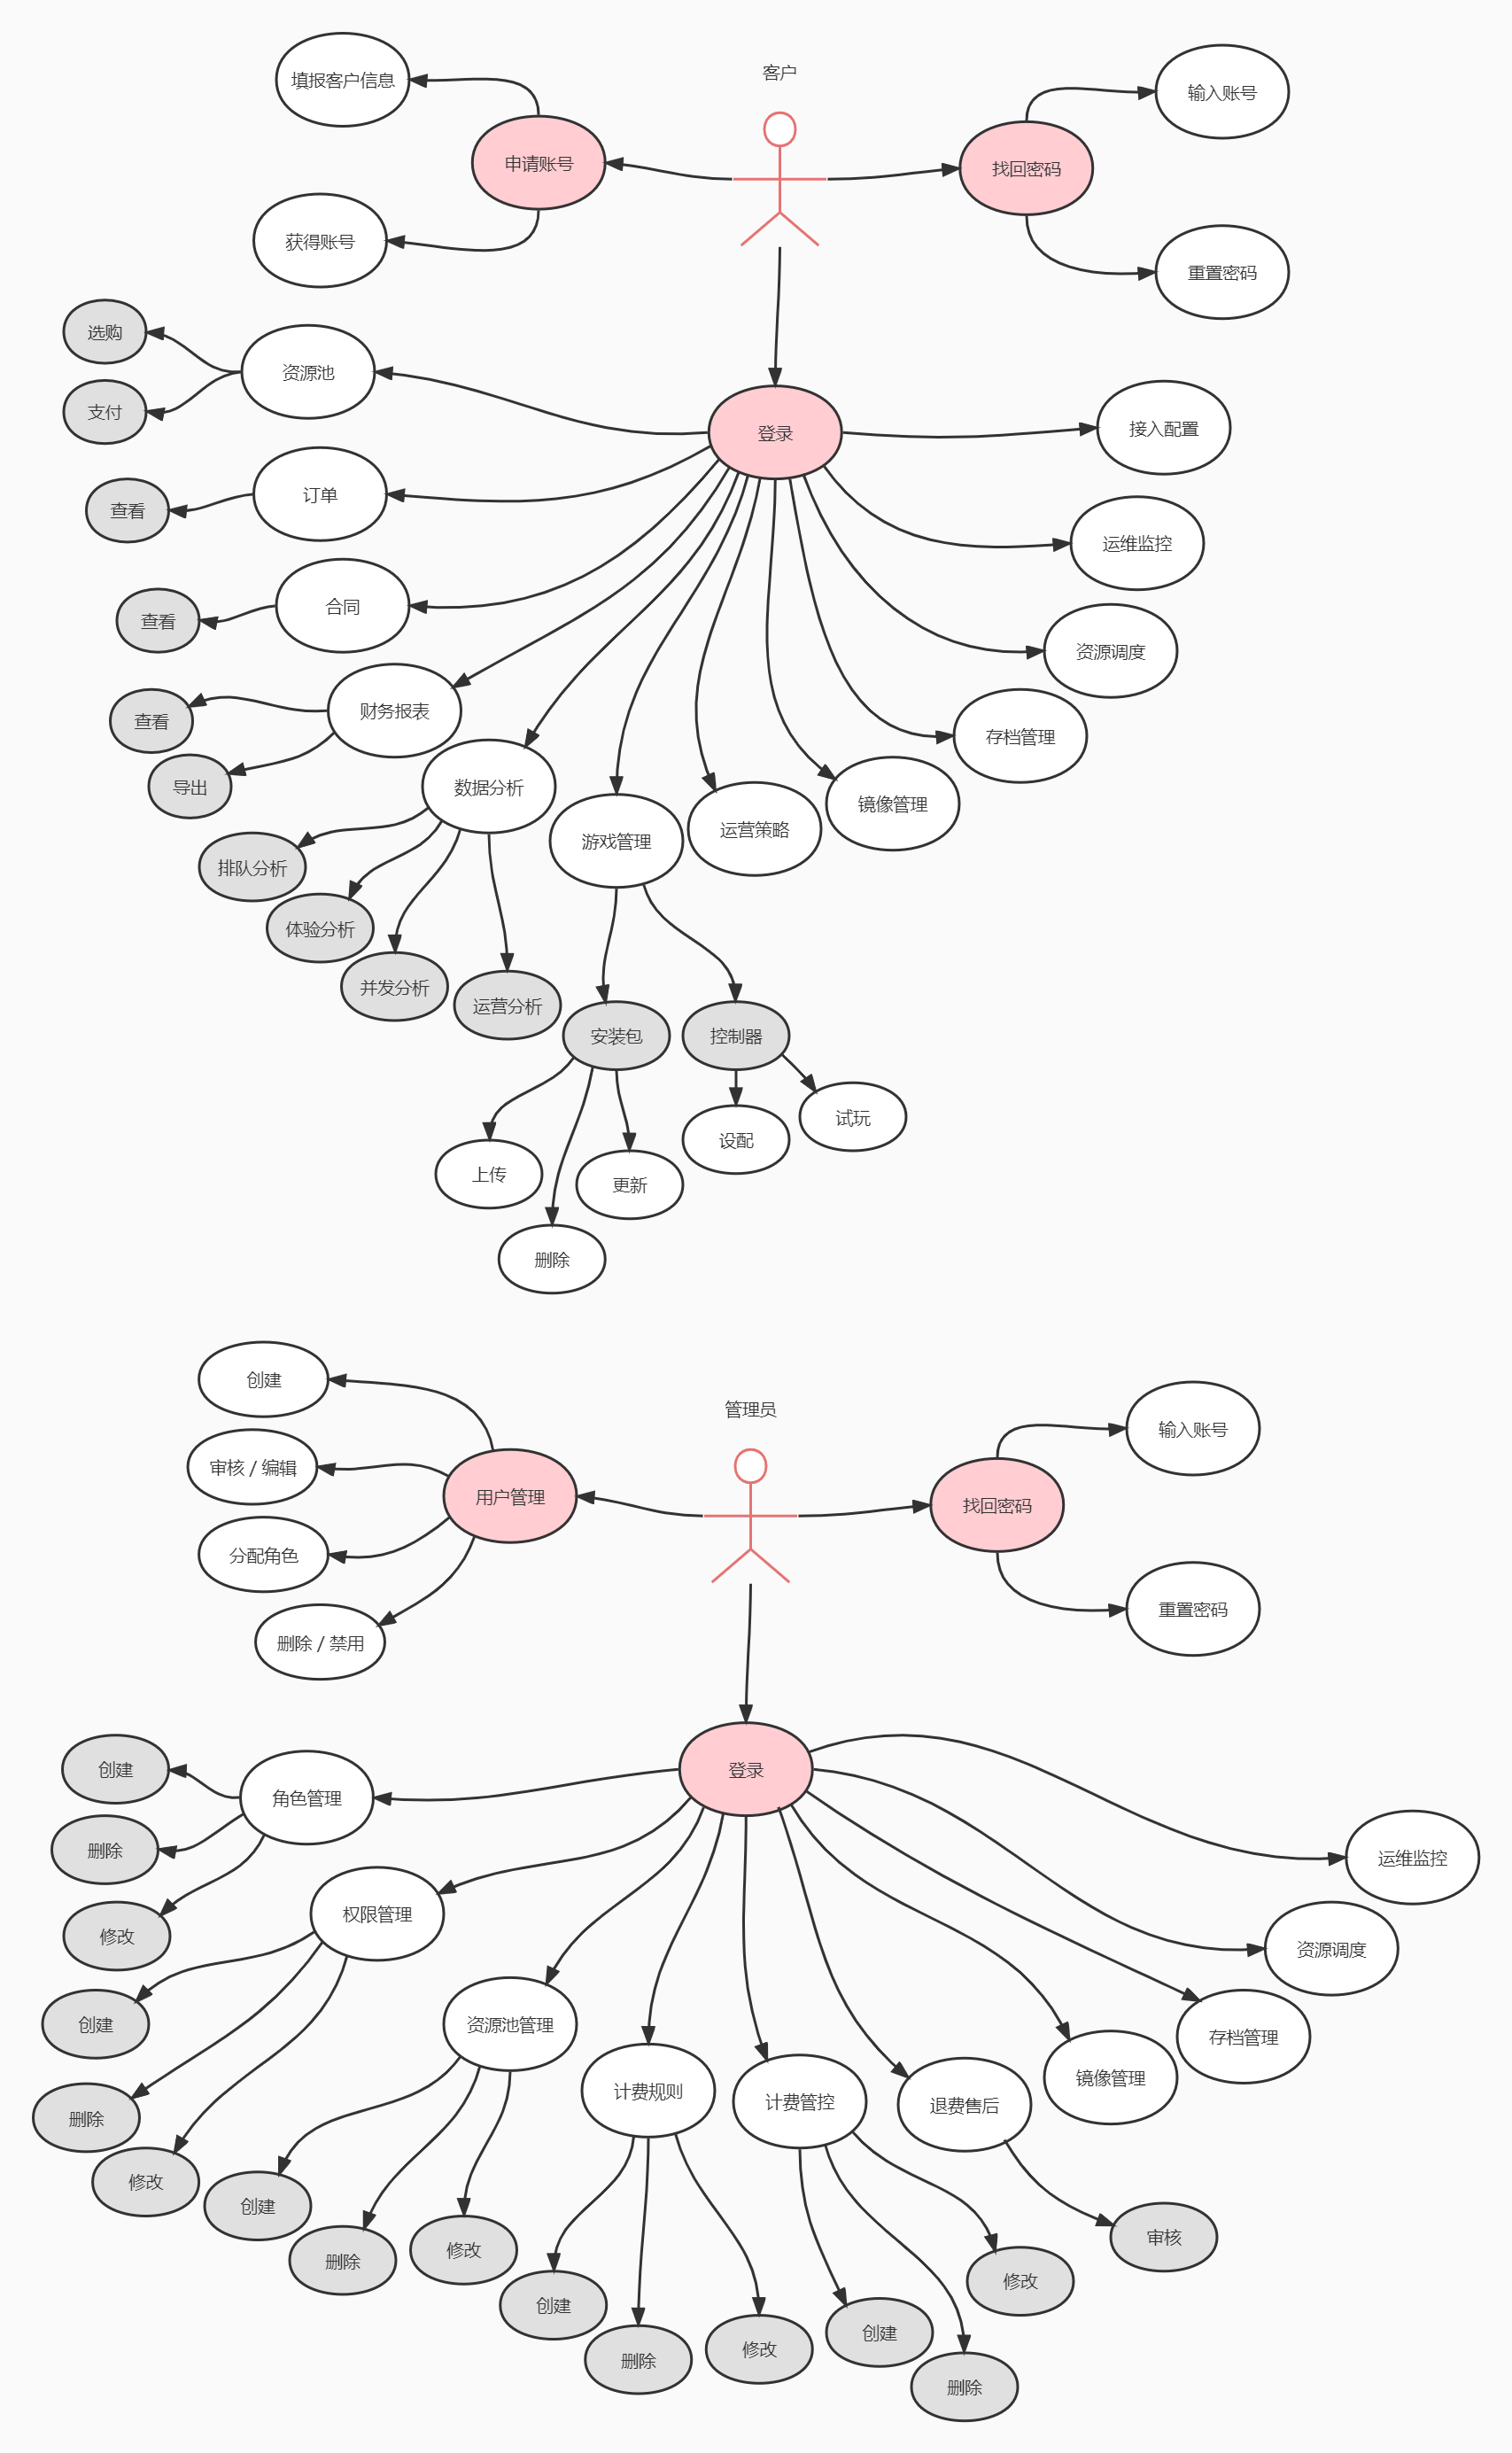 客户
填报客户信息
输入账号
申请账号
找回密码
获得账号
重置密码
选购
资源池
支付
登录
接入配置
订单
查看
运维监控
合同
查看
资源调度
财务报表
查看
存档管理
导出
数据分析
镜像管理
运营策略
游戏管理
排队分析
体验分析
并发分析
运营分析
安装包
控制器
试玩
设配
上传
更新
删除
创建
管理员
输入账号
审核 / 编辑
用户管理
找回密码
分配角色
重置密码
删除 / 禁用
创建
登录
角色管理
删除
运维监控
权限管理
修改
资源调度
创建
资源池管理
存档管理
镜像管理
计费规则
计费管控
退费售后
删除
修改
创建
审核
修改
删除
修改
创建
创建
修改
删除
删除